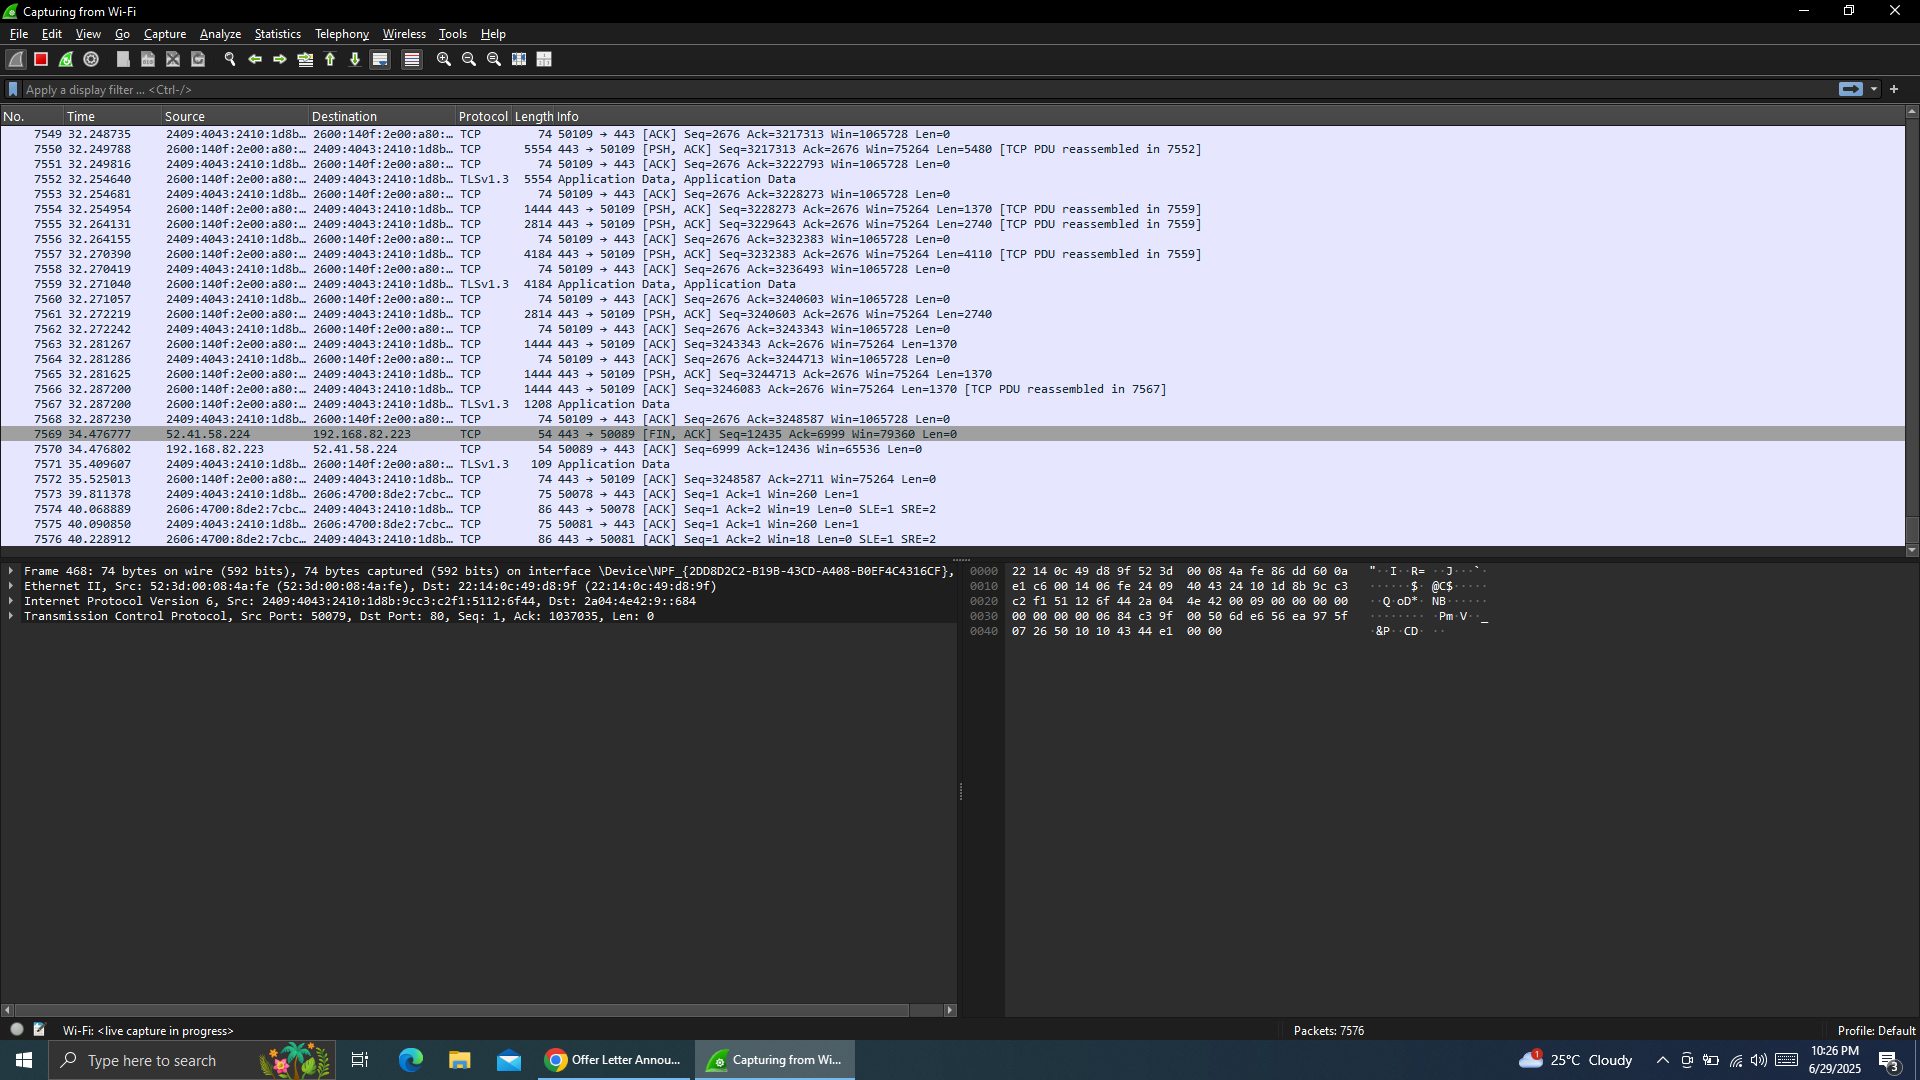 Capturing from Wi-Fi
File Edit View Go Capture Analyze Statistics Telephony Wireless Tools Help
Apply a display filter ... <Ctrl-/>
No. Time Source Destination Protocol Length Info
7549 32.248735 2409:4043:2410:1d8b… 2600:140f:2e00:a80:… TCP 74 50109 → 443 [ACK] Seq=2676 Ack=3217313 Win=1065728 Len=0
7550 32.249788 2600:140f:2e00:a80:… 2409:4043:2410:1d8b… TCP 5554 443 → 50109 [PSH, ACK] Seq=3217313 Ack=2676 Win=75264 Len=5480 [TCP PDU reassembled in 7552]
7551 32.249816 2409:4043:2410:1d8b… 2600:140f:2e00:a80:… TCP 74 50109 → 443 [ACK] Seq=2676 Ack=3222793 Win=1065728 Len=0
7552 32.254640 2600:140f:2e00:a80:… 2409:4043:2410:1d8b… TLSv1.3 5554 Application Data, Application Data
7553 32.254681 2409:4043:2410:1d8b… 2600:140f:2e00:a80:… TCP 74 50109 → 443 [ACK] Seq=2676 Ack=3228273 Win=1065728 Len=0
7554 32.254954 2600:140f:2e00:a80:… 2409:4043:2410:1d8b… TCP 1444 443 → 50109 [PSH, ACK] Seq=3228273 Ack=2676 Win=75264 Len=1370 [TCP PDU reassembled in 7559]
7555 32.264131 2600:140f:2e00:a80:… 2409:4043:2410:1d8b… TCP 2814 443 → 50109 [PSH, ACK] Seq=3229643 Ack=2676 Win=75264 Len=2740 [TCP PDU reassembled in 7559]
7556 32.264155 2409:4043:2410:1d8b… 2600:140f:2e00:a80:… TCP 74 50109 → 443 [ACK] Seq=2676 Ack=3232383 Win=1065728 Len=0
7557 32.270390 2600:140f:2e00:a80:… 2409:4043:2410:1d8b… TCP 4184 443 → 50109 [PSH, ACK] Seq=3232383 Ack=2676 Win=75264 Len=4110 [TCP PDU reassembled in 7559]
7558 32.270419 2409:4043:2410:1d8b… 2600:140f:2e00:a80:… TCP 74 50109 → 443 [ACK] Seq=2676 Ack=3236493 Win=1065728 Len=0
7559 32.271040 2600:140f:2e00:a80:… 2409:4043:2410:1d8b… TLSv1.3 4184 Application Data, Application Data
7560 32.271057 2409:4043:2410:1d8b… 2600:140f:2e00:a80:… TCP 74 50109 → 443 [ACK] Seq=2676 Ack=3240603 Win=1065728 Len=0
7561 32.272219 2600:140f:2e00:a80:… 2409:4043:2410:1d8b… TCP 2814 443 → 50109 [PSH, ACK] Seq=3240603 Ack=2676 Win=75264 Len=2740
7562 32.272242 2409:4043:2410:1d8b… 2600:140f:2e00:a80:… TCP 74 50109 → 443 [ACK] Seq=2676 Ack=3243343 Win=1065728 Len=0
7563 32.281267 2600:140f:2e00:a80:… 2409:4043:2410:1d8b… TCP 1444 443 → 50109 [ACK] Seq=3243343 Ack=2676 Win=75264 Len=1370
7564 32.281286 2409:4043:2410:1d8b… 2600:140f:2e00:a80:… TCP 74 50109 → 443 [ACK] Seq=2676 Ack=3244713 Win=1065728 Len=0
7565 32.281625 2600:140f:2e00:a80:… 2409:4043:2410:1d8b… TCP 1444 443 → 50109 [PSH, ACK] Seq=3244713 Ack=2676 Win=75264 Len=1370
7566 32.287200 2600:140f:2e00:a80:… 2409:4043:2410:1d8b… TCP 1444 443 → 50109 [ACK] Seq=3246083 Ack=2676 Win=75264 Len=1370 [TCP PDU reassembled in 7567]
7567 32.287200 2600:140f:2e00:a80:… 2409:4043:2410:1d8b… TLSv1.3 1208 Application Data
7568 32.287230 2409:4043:2410:1d8b… 2600:140f:2e00:a80:… TCP 74 50109 → 443 [ACK] Seq=2676 Ack=3248587 Win=1065728 Len=0
7569 34.476777 52.41.58.224 192.168.82.223 TCP 54 443 → 50089 [FIN, ACK] Seq=12435 Ack=6999 Win=79360 Len=0
7570 34.476802 192.168.82.223 52.41.58.224 TCP 54 50089 → 443 [ACK] Seq=6999 Ack=12436 Win=65536 Len=0
7571 35.409607 2409:4043:2410:1d8b… 2600:140f:2e00:a80:… TLSv1.3 109 Application Data
7572 35.525013 2600:140f:2e00:a80:… 2409:4043:2410:1d8b… TCP 74 443 → 50109 [ACK] Seq=3248587 Ack=2711 Win=75264 Len=0
7573 39.811378 2409:4043:2410:1d8b… 2606:4700:8de2:7cbc… TCP 75 50078 → 443 [ACK] Seq=1 Ack=1 Win=260 Len=1
7574 40.068889 2606:4700:8de2:7cbc… 2409:4043:2410:1d8b… TCP 86 443 → 50078 [ACK] Seq=1 Ack=2 Win=19 Len=0 SLE=1 SRE=2
7575 40.090850 2409:4043:2410:1d8b… 2606:4700:8de2:7cbc… TCP 75 50081 → 443 [ACK] Seq=1 Ack=1 Win=260 Len=1
7576 40.228912 2606:4700:8de2:7cbc… 2409:4043:2410:1d8b… TCP 86 443 → 50081 [ACK] Seq=1 Ack=2 Win=18 Len=0 SLE=1 SRE=2
Frame 468: 74 bytes on wire (592 bits), 74 bytes captured (592 bits) on interface \Device\NPF_{2DD8D2C2-B19B-43CD-A408-B0EF4C4316CF},
Ethernet II, Src: 52:3d:00:08:4a:fe (52:3d:00:08:4a:fe), Dst: 22:14:0c:49:d8:9f (22:14:0c:49:d8:9f)
Internet Protocol Version 6, Src: 2409:4043:2410:1d8b:9cc3:c2f1:5112:6f44, Dst: 2a04:4e42:9::684
Transmission Control Protocol, Src Port: 50079, Dst Port: 80, Seq: 1, Ack: 1037035, Len: 0
0000 22 14 0c 49 d8 9f 52 3d 00 08 4a fe 86 dd 60 0a "··I··R= ··J···`·
0010 e1 c6 00 14 06 fe 24 09 40 43 24 10 1d 8b 9c c3 ······$· @C$·····
0020 c2 f1 51 12 6f 44 2a 04 4e 42 00 09 00 00 00 00 ··Q·oD*· NB······
0030 00 00 00 00 06 84 c3 9f 00 50 6d e6 56 ea 97 5f ········ ·Pm·V··_
0040 07 26 50 10 10 43 44 e1 00 00 ·&P··CD· ··
Wi-Fi: <live capture in progress> Packets: 7576 Profile: Default
Type here to search Offer Letter Annou... Capturing from Wi... 1 25°C Cloudy 10:26 PM
6/29/2025 3